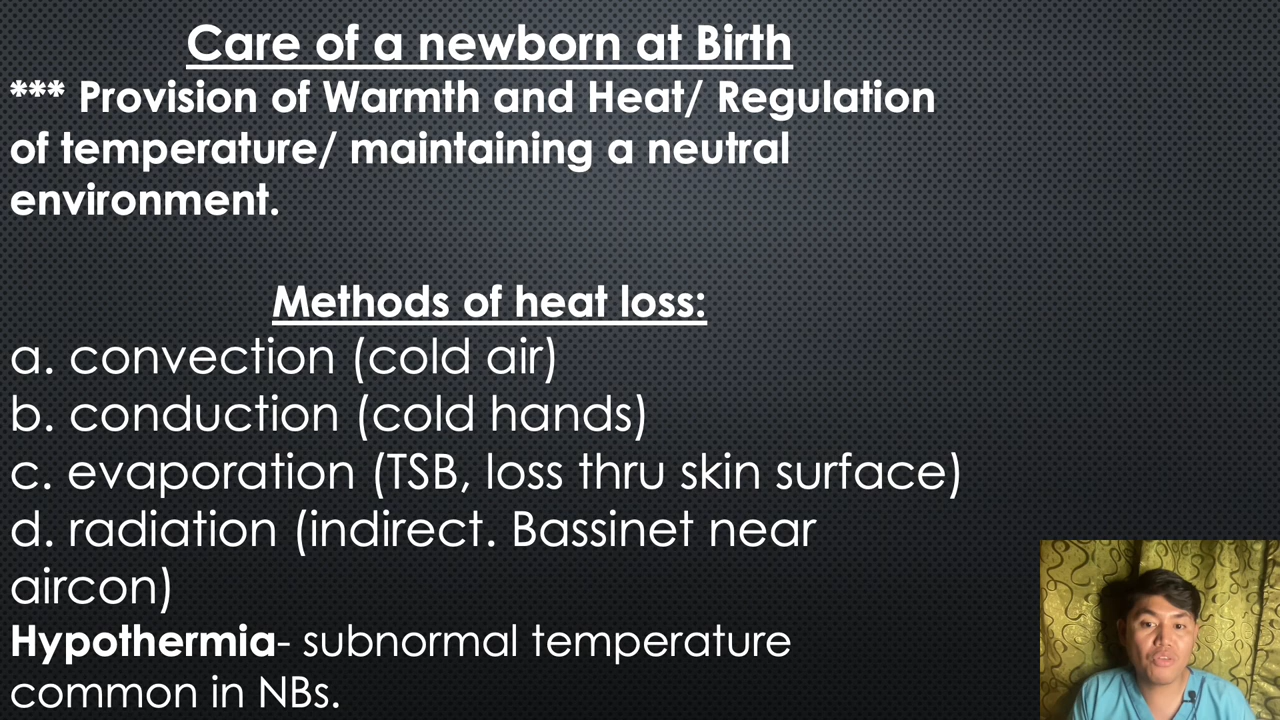 Care of a newborn at Birth
*** Provision of Warmth and Heat/ Regulation
of temperature/ maintaining a neutral
environment.
Methods of heat loss:
a. convection (cold air)
b. conduction (cold hands)
c. evaporation (TSB, loss thru skin surface)
d. radiation (indirect. Bassinet near
aircon)
Hypothermia- subnormal temperature
common in NBs.